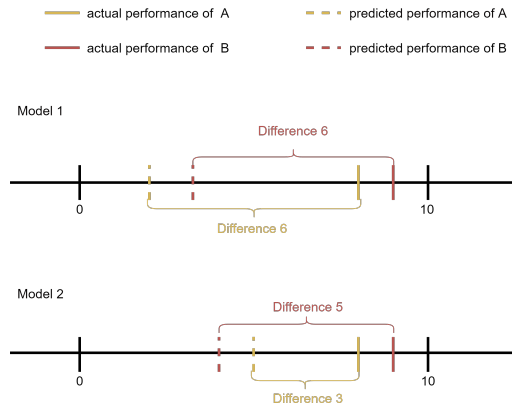 actual performance of A
predicted performance of A
actual performance of B
predicted performance of B
Model 1
Difference 6
0
10
Difference 6
Model 2
Difference 5
0
10
Difference 3